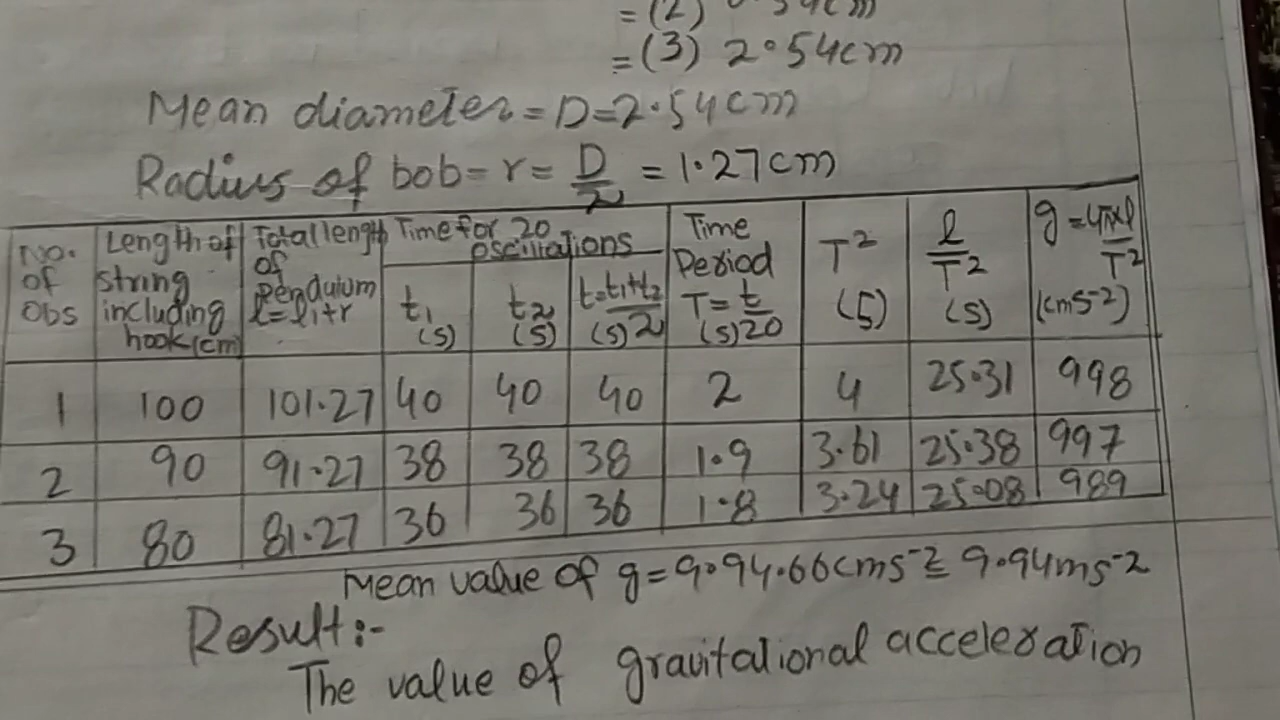 = (2)
= (3) 2.54cm
Mean diameter = D = 2.54cm
Radius of bob = r = D/2 = 1.27cm
No. of Obs | Length of string including hook (cm) | Total length of Pendulum l = l₁+r | Time for 20 oscillations | Time Period T = t/20 (s) | T² (S) | l/T² (S) | g = 4π×l/T² (cms⁻²)
t₁ (s) | t₂ (S) | t = t₁+t₂/2 (s)
1 | 100 | 101.27 | 40 | 40 | 40 | 2 | 4 | 25.31 | 998
2 | 90 | 91.27 | 38 | 38 | 38 | 1.9 | 3.61 | 25.38 | 997
3 | 80 | 81.27 | 36 | 36 | 36 | 1.8 | 3.24 | 25.08 | 989
Mean value of g = 9.94.66cms⁻² = 9.94ms⁻²
Result:-
The value of gravitational acceleration